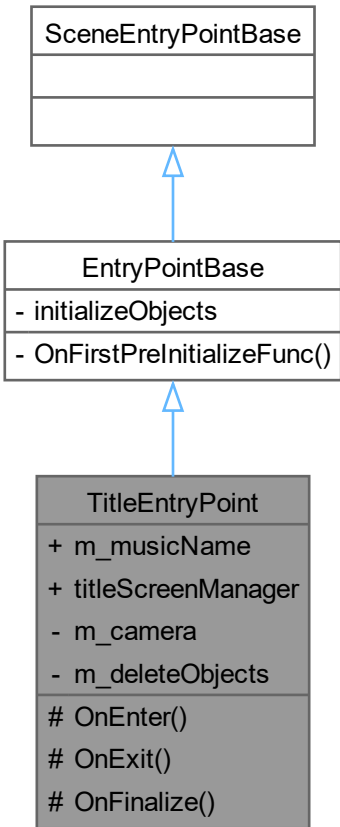 SceneEntryPointBase
EntryPointBase
- initializeObjects
- OnFirstPreInitializeFunc()
TitleEntryPoint
+ m_musicName
+ titleScreenManager
- m_camera
- m_deleteObjects
# OnEnter()
# OnExit()
# OnFinalize()